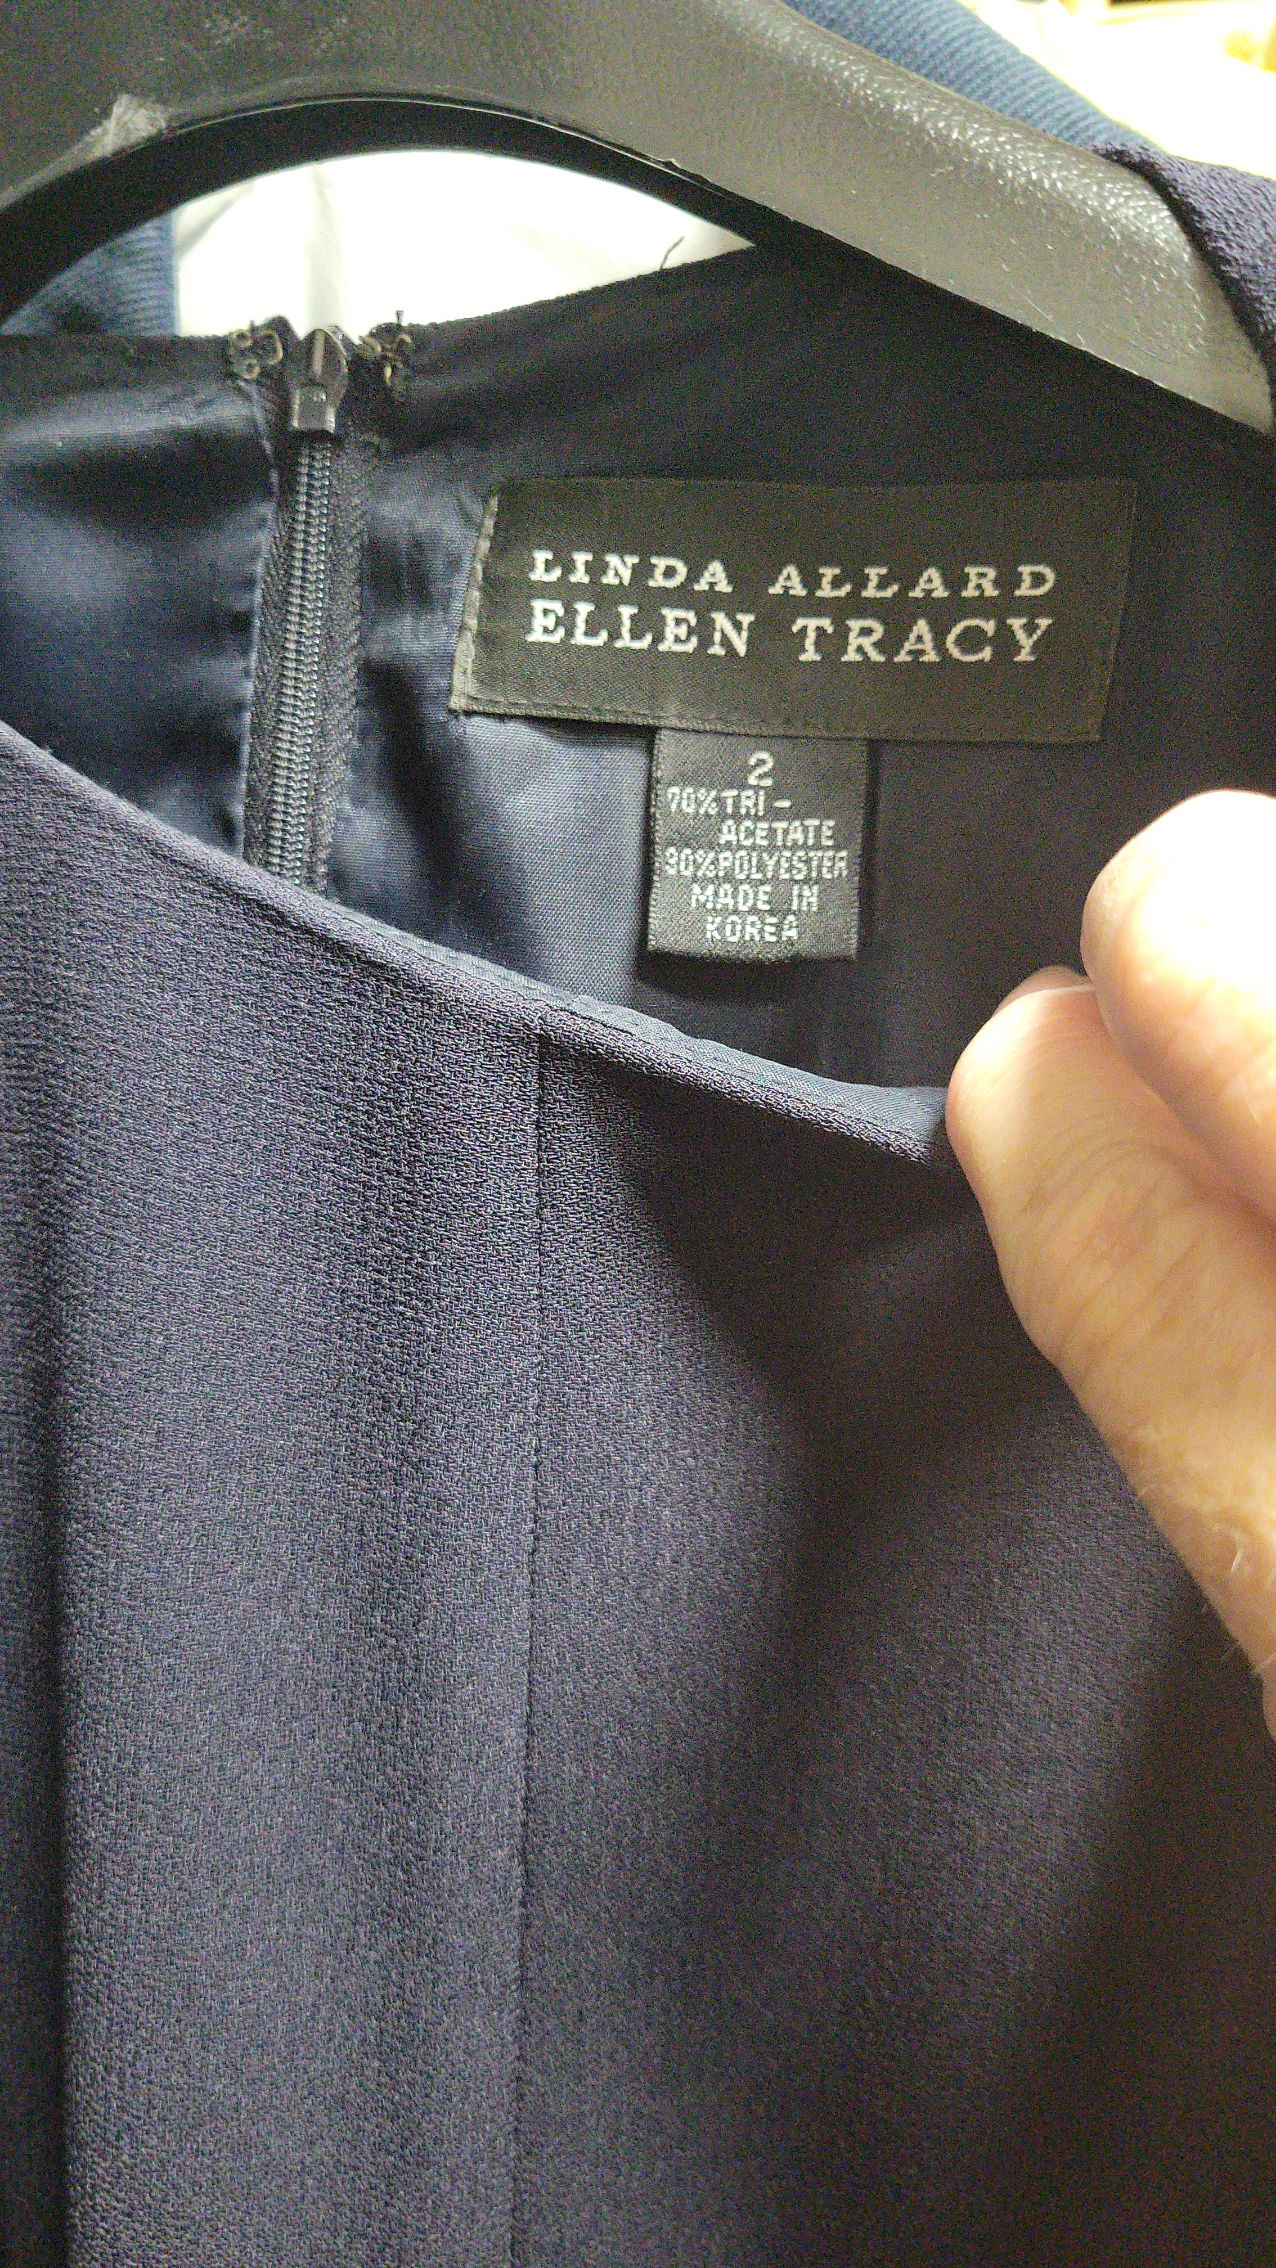 LINDA ALLARD
ELLEN TRACY
2
70%TRI-
ACETATE
30%POLYESTER
MADE IN
KOREA